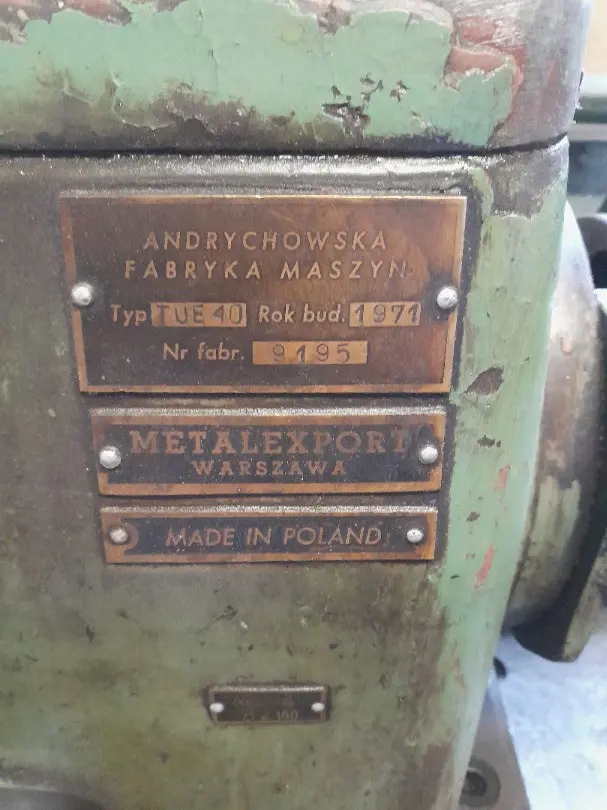 ANDRYCHOWSKA
FABRYKA MASZYN
Typ TUE 40 Rok bud. 1971
Nr fabr. 9195
METALEXPORT
WARSZAWA
MADE IN POLAND